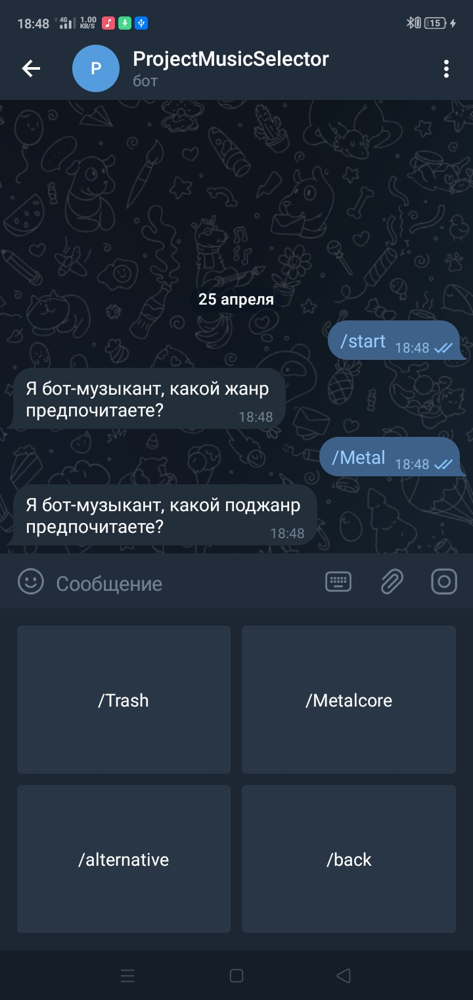 18:48 4G 1.00 KB/S 15
P ProjectMusicSelector
бот
25 апреля
/start 18:48
Я бот-музыкант, какой жанр
предпочитаете? 18:48
/Metal 18:48
Я бот-музыкант, какой поджанр
предпочитаете? 18:48
Сообщение
/Trash /Metalcore
/alternative /back